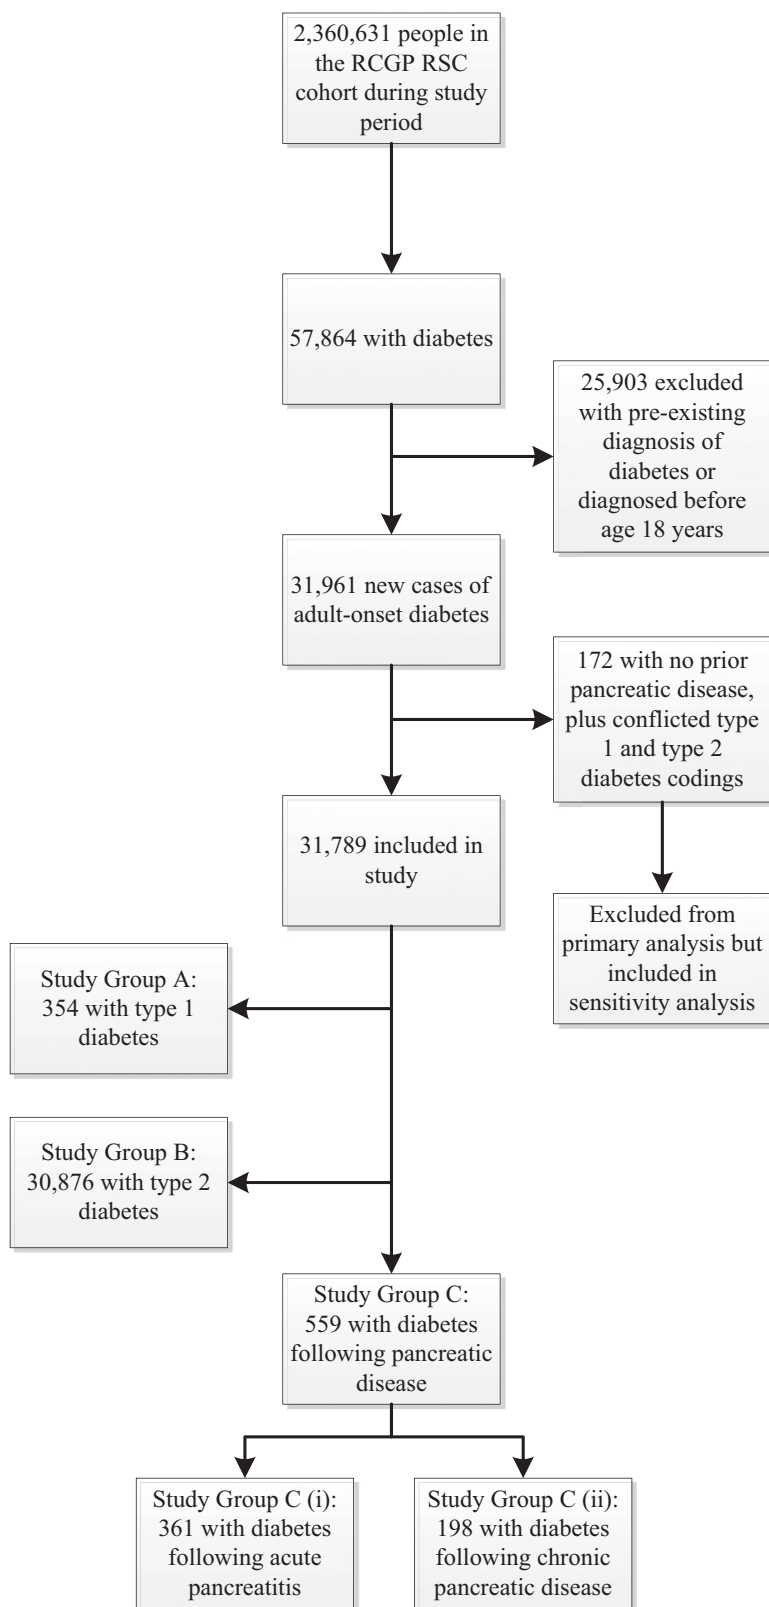 2,360,631 people in
the RCGP RSC
cohort during study
period
57,864 with diabetes
25,903 excluded
with pre-existing
diagnosis of
diabetes or
diagnosed before
age 18 years
31,961 new cases of
adult-onset diabetes
172 with no prior
pancreatic disease,
plus conflicted type
1 and type 2
diabetes codings
31,789 included in
study
Excluded from
primary analysis but
included in
sensitivity analysis
Study Group A:
354 with type 1
diabetes
Study Group B:
30,876 with type 2
diabetes
Study Group C:
559 with diabetes
following pancreatic
disease
Study Group C (i):
361 with diabetes
following acute
pancreatitis
Study Group C (ii):
198 with diabetes
following chronic
pancreatic disease